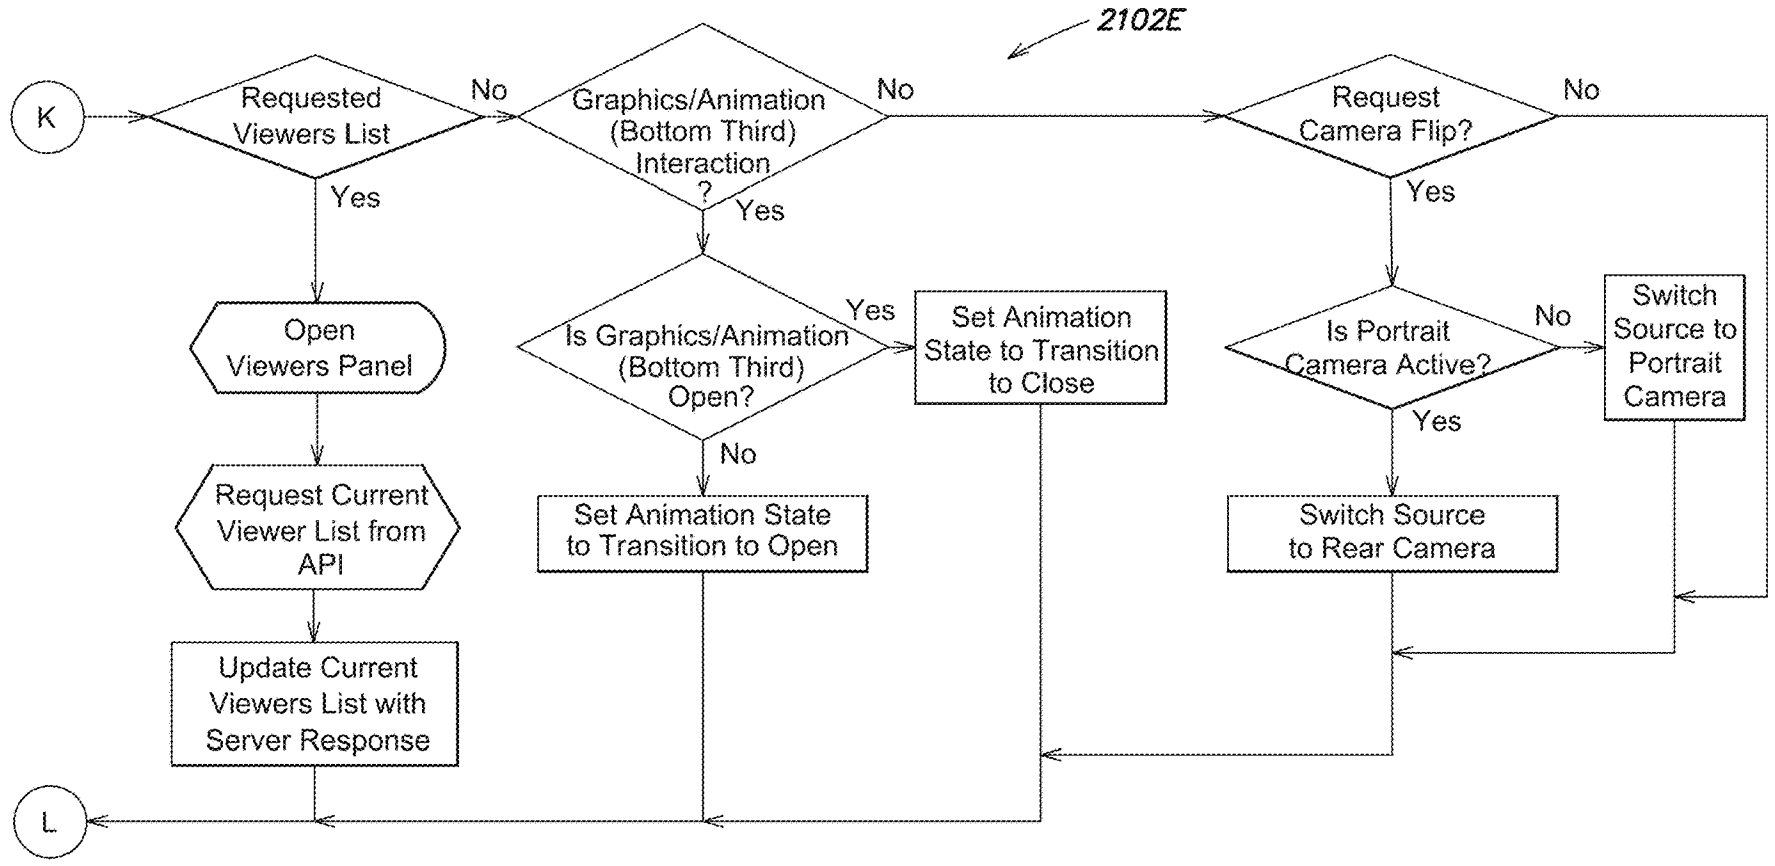 2102E
K
Requested
Viewers List
No
Yes
Graphics/Animation
(Bottom Third)
Interaction
?
No
Yes
Request
Camera Flip?
No
Yes
Open
Viewers Panel
Is Graphics/Animation
(Bottom Third)
Open?
Yes
No
Set Animation
State to Transition
to Close
Is Portrait
Camera Active?
No
Yes
Switch
Source to
Portrait
Camera
Request Current
Viewer List from
API
Set Animation State
to Transition to Open
Switch Source
to Rear Camera
Update Current
Viewers List with
Server Response
L